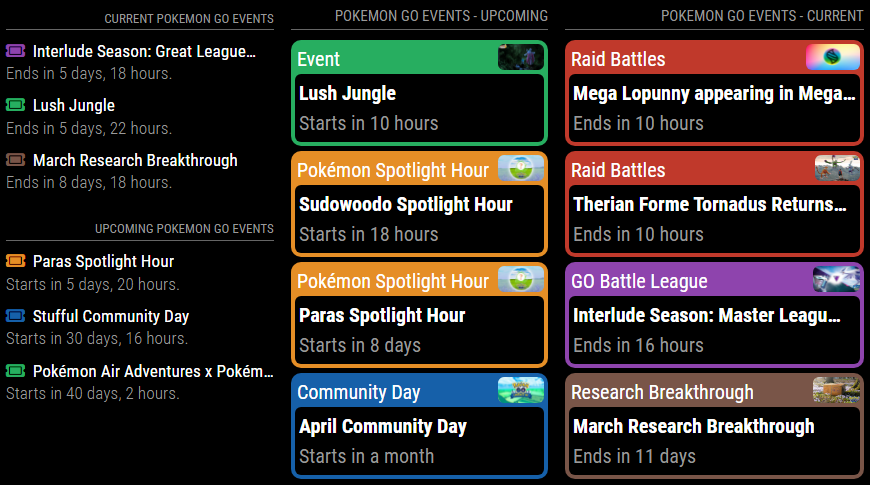 CURRENT POKEMON GO EVENTS
Interlude Season: Great League…
Ends in 5 days, 18 hours.
Lush Jungle
Ends in 5 days, 22 hours.
March Research Breakthrough
Ends in 8 days, 18 hours.
UPCOMING POKEMON GO EVENTS
Paras Spotlight Hour
Starts in 5 days, 20 hours.
Stufful Community Day
Starts in 30 days, 16 hours.
Pokémon Air Adventures x Pokém…
Starts in 40 days, 2 hours.
POKEMON GO EVENTS - UPCOMING
Event
Lush Jungle
Starts in 10 hours
Pokémon Spotlight Hour
Sudowoodo Spotlight Hour
Starts in 18 hours
Pokémon Spotlight Hour
Paras Spotlight Hour
Starts in 8 days
Community Day
April Community Day
Starts in a month
POKEMON GO EVENTS - CURRENT
Raid Battles
Mega Lopunny appearing in Mega…
Ends in 10 hours
Raid Battles
Therian Forme Tornadus Returns…
Ends in 10 hours
GO Battle League
Interlude Season: Master Leagu…
Ends in 16 hours
Research Breakthrough
March Research Breakthrough
Ends in 11 days